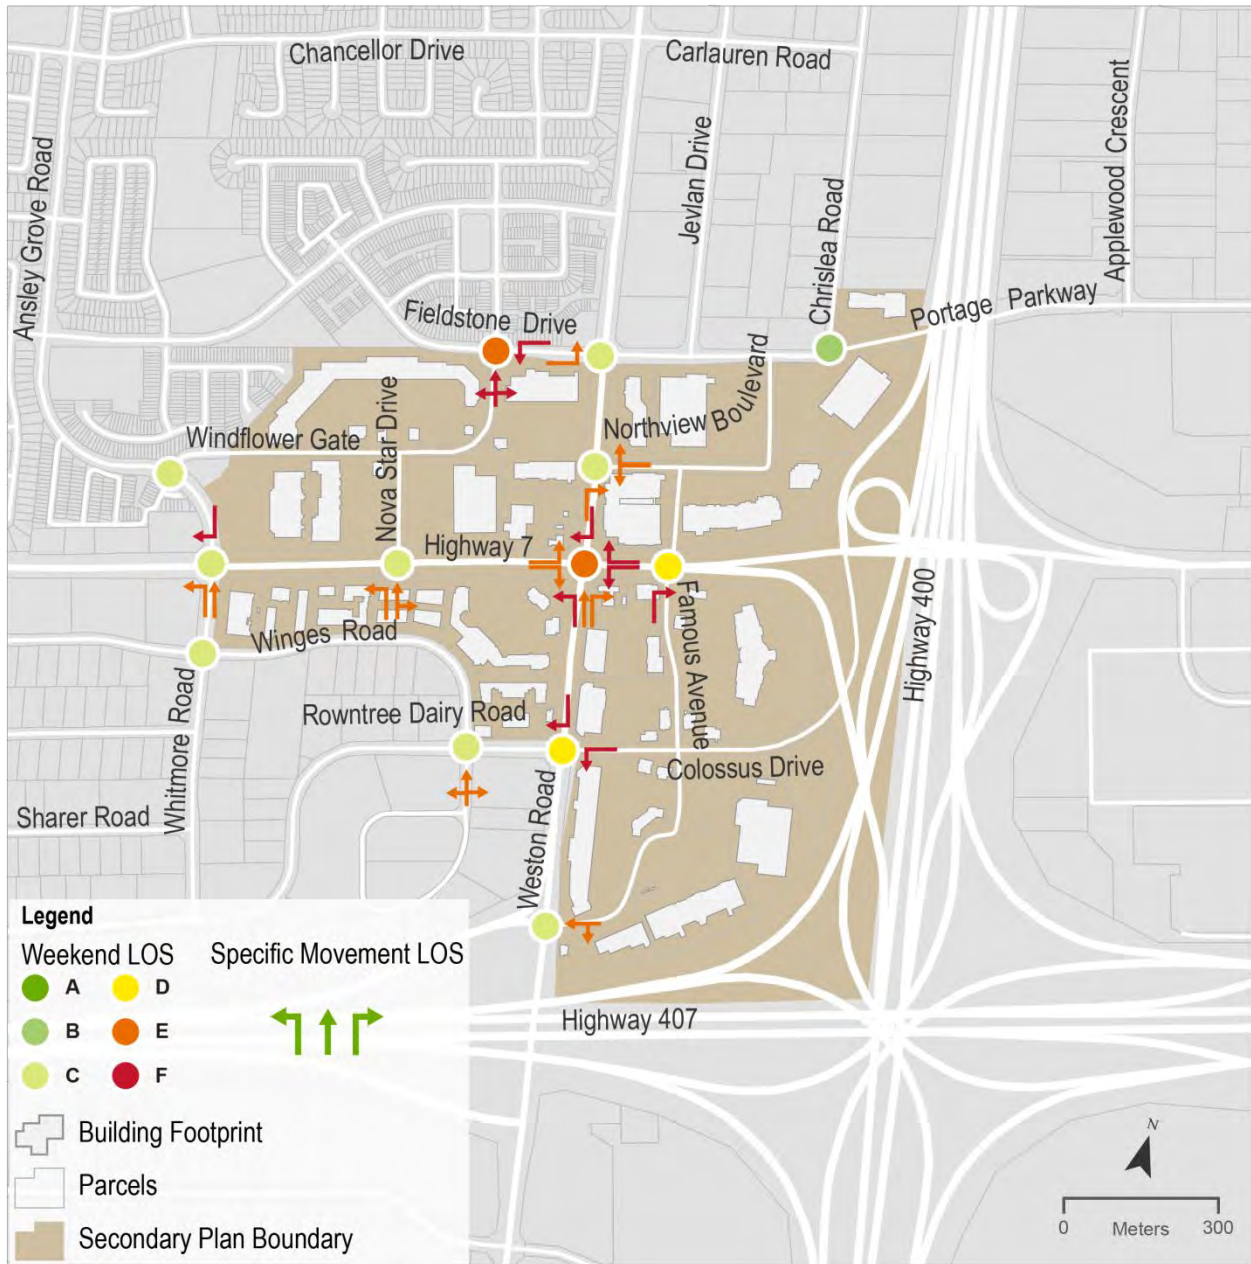 Chancellor Drive
Carlauren Road
Ansley Grove Road
Jevlan Drive
Chrislea Road
Applewood Crescent
Portage Parkway
Fieldstone Drive
Northview Boulevard
Windflower Gate
Nova Star Drive
Highway 7
Famous Avenue
Highway 400
Winges Road
Whitmore Road
Rowntree Dairy Road
Colossus Drive
Sharer Road
Weston Road
Highway 407
Legend
Weekend LOS
Specific Movement LOS
A
D
B
E
C
F
Building Footprint
Parcels
Secondary Plan Boundary
N
0 Meters 300